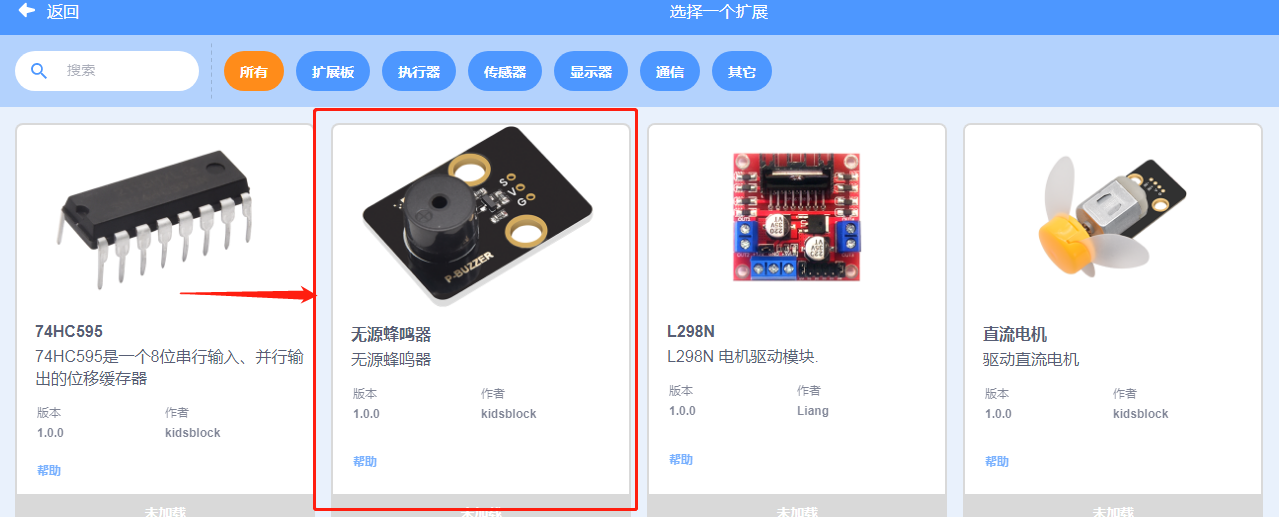 返回
选择一个扩展
搜索
所有
扩展板
执行器
传感器
显示器
通信
其它
74HC595
74HC595是一个8位串行输入、并行输
出的位移缓存器
版本
作者
1.0.0
kidsblock
帮助
未加载
S
V
G
P-BUZZER
无源蜂鸣器
无源蜂鸣器
版本
作者
1.0.0
kidsblock
帮助
未加载
L298N
L298N 电机驱动模块.
版本
作者
1.0.0
Liang
帮助
未加载
直流电机
驱动直流电机
版本
作者
1.0.0
kidsblock
帮助
未加载